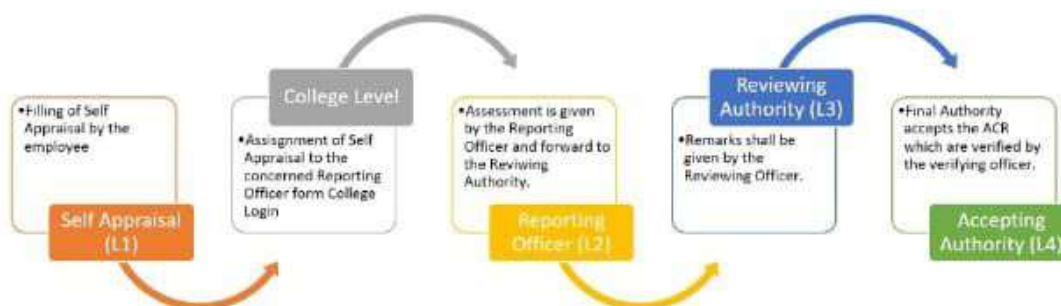 •Filling of Self
Appraisal by the
employee
Self Appraisal
(L1)
College Level
•Assisgnment of Self
Appraisal to the
concerned Reporting
Officer form College
Login
•Assessment is given
by the Reporting
Officer and forward to
the Reviwing
Authority.
Reporting
Officer (L2)
Reviewing
Authority (L3)
•Remarks shall be
given by the
Reviewing Officer.
•Final Authority
accepts the ACR
which are verified by
the verifying officer.
Accepting
Authority (L4)